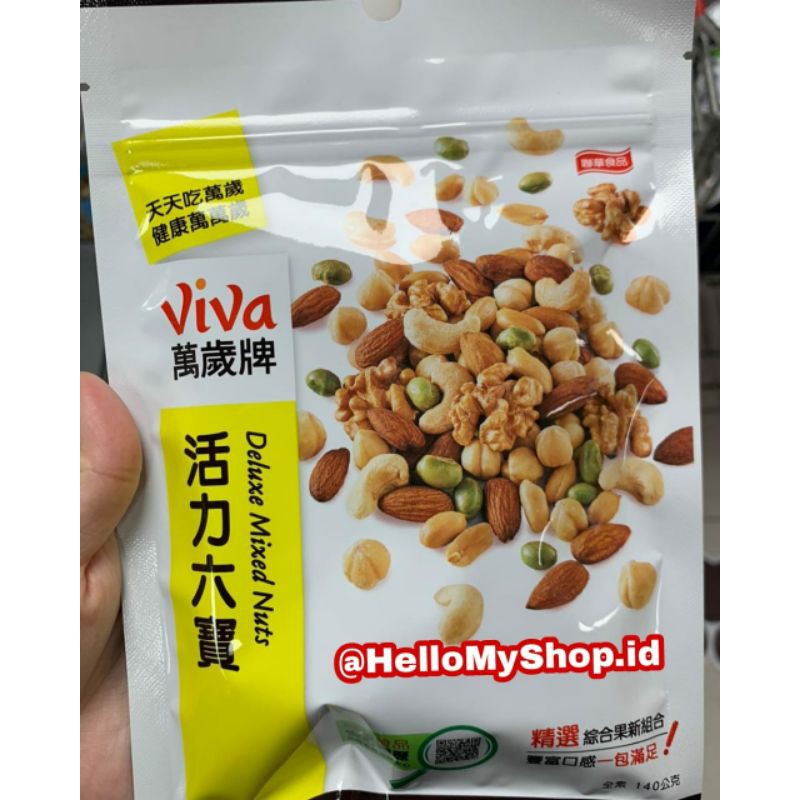 天天吃萬歲
健康萬萬歲
聯華食品
Viva
萬歲牌
活力六寶
Deluxe Mixed Nuts
@HelloMyShop.id
精選 綜合果新組合
豐富口感一包滿足!
全素 140公克